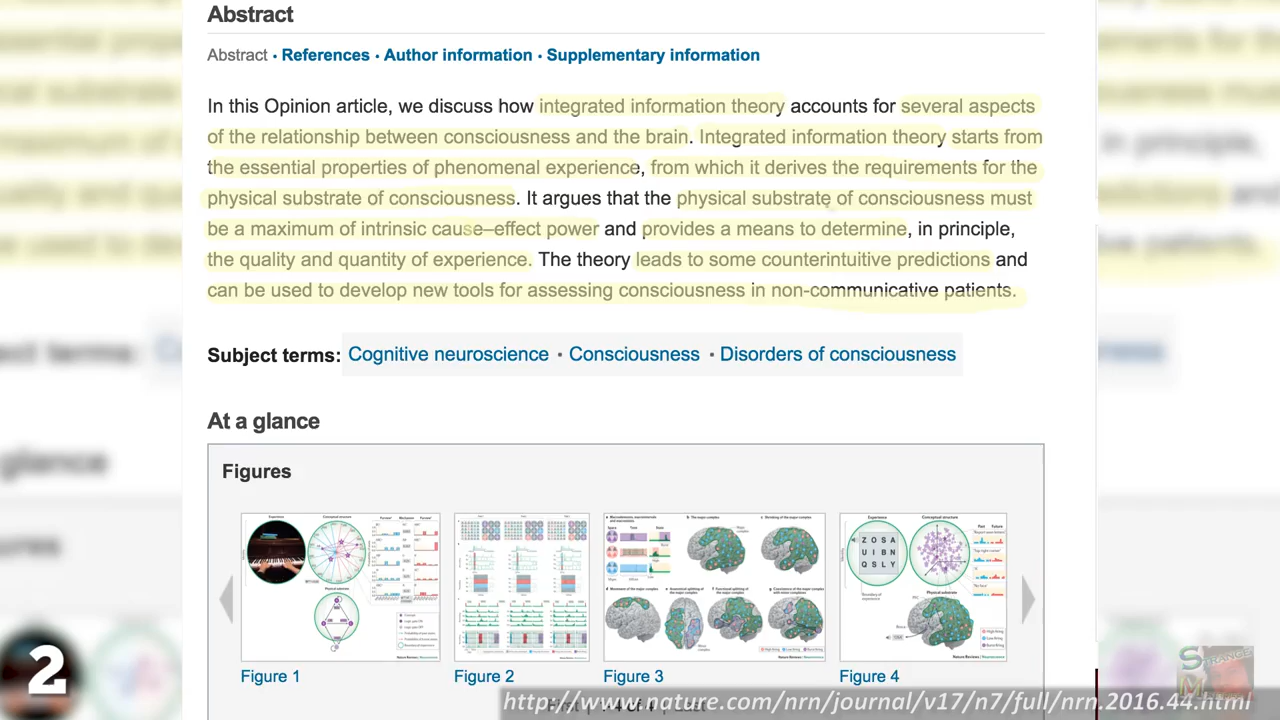 Abstract
Abstract • References • Author information • Supplementary information
In this Opinion article, we discuss how integrated information theory accounts for several aspects
of the relationship between consciousness and the brain. Integrated information theory starts from
the essential properties of phenomenal experience, from which it derives the requirements for the
physical substrate of consciousness. It argues that the physical substrate of consciousness must
be a maximum of intrinsic cause–effect power and provides a means to determine, in principle,
the quality and quantity of experience. The theory leads to some counterintuitive predictions and
can be used to develop new tools for assessing consciousness in non-communicative patients.
Subject terms: Cognitive neuroscience • Consciousness • Disorders of consciousness
At a glance
Figures
Experience Conceptual structure
Z O S A
U I B N
Q S L Y
Physical substrate
Figure 1 Figure 2 Figure 3 Figure 4
2
http://www.nature.com/nrn/journal/v17/n7/full/nrn.2016.44.html